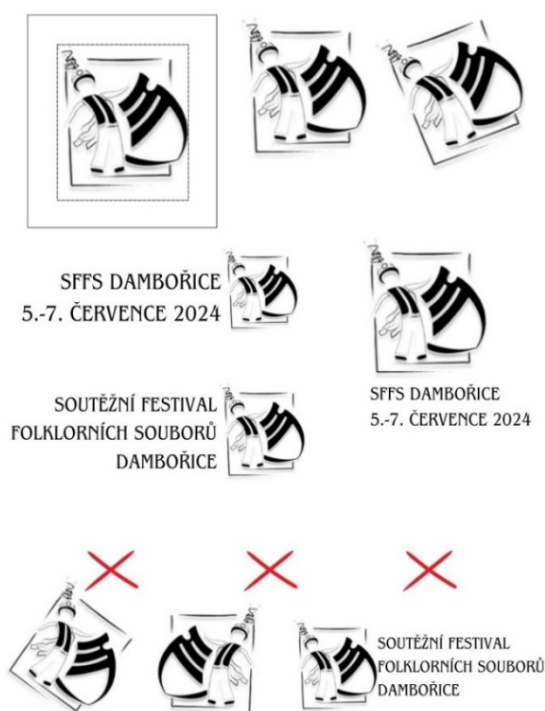 SFFS DAMBOŘICE
5.-7. ČERVENCE 2024
SFFS DAMBOŘICE
5.-7. ČERVENCE 2024
SOUTĚŽNÍ FESTIVAL
FOLKLORNÍCH SOUBORŮ
DAMBOŘICE
SOUTĚŽNÍ FESTIVAL
FOLKLORNÍCH SOUBORŮ
DAMBOŘICE